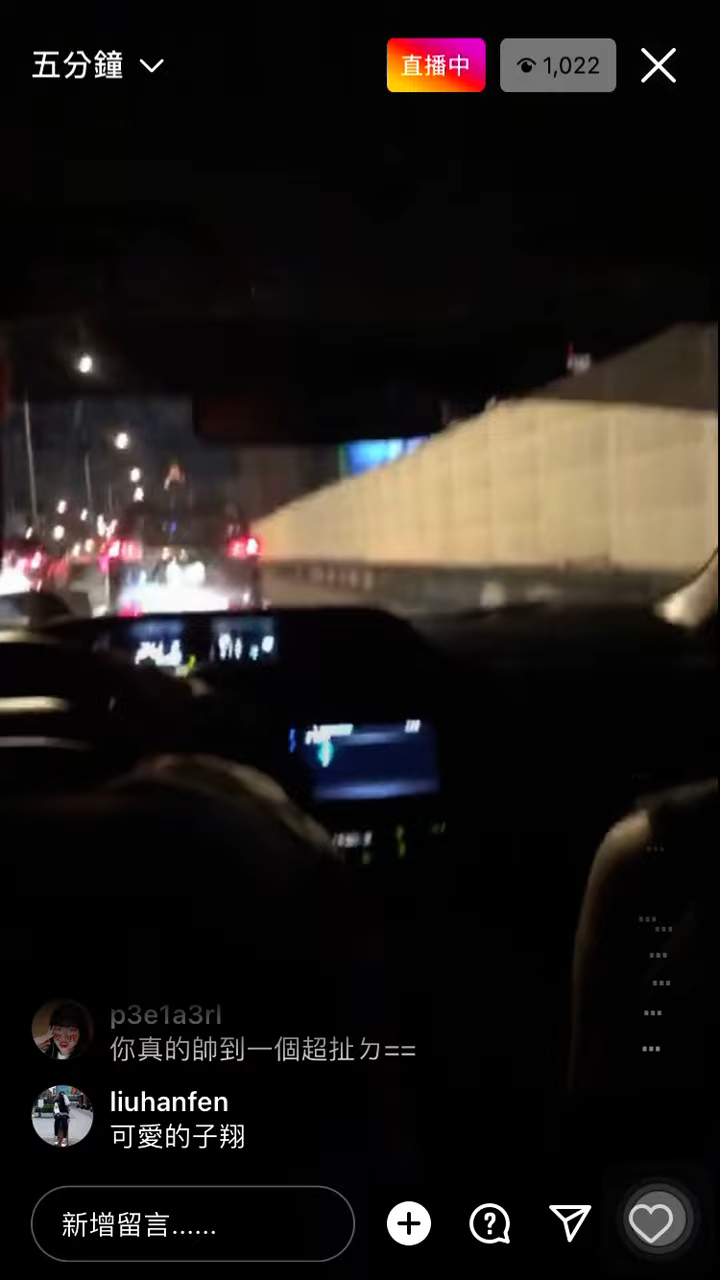 五分鐘
直播中
1,022
p3e1a3rl
你真的帥到一個超扯ㄉ==
liuhanfen
可愛的子翔
新增留言......